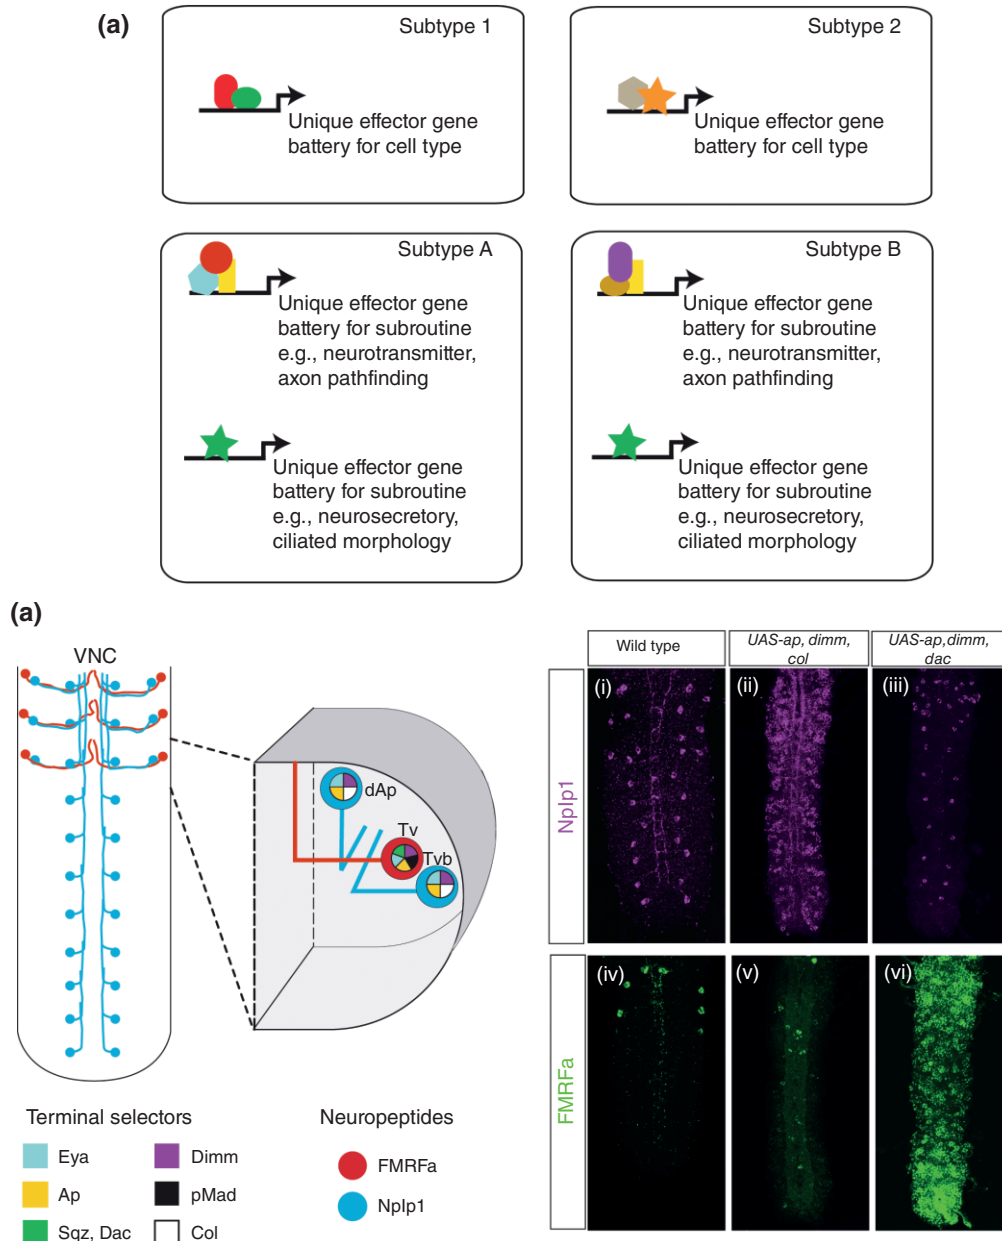 (a)
Subtype 1
Unique effector gene
battery for cell type
Subtype 2
Unique effector gene
battery for cell type
Subtype A
Unique effector gene
battery for subroutine
e.g., neurotransmitter,
axon pathfinding
Unique effector gene
battery for subroutine
e.g., neurosecretory,
ciliated morphology
Subtype B
Unique effector gene
battery for subroutine
e.g., neurotransmitter,
axon pathfinding
Unique effector gene
battery for subroutine
e.g., neurosecretory,
ciliated morphology
(a)
VNC
dAp
Tv
Tvb
Terminal selectors
Eya
Ap
Sqz, Dac
Dimm
pMad
Col
Neuropeptides
FMRFa
Nplp1
Wild type
UAS-ap, dimm,
col
UAS-ap, dimm,
dac
Nplp1
(i)
(ii)
(iii)
FMRFa
(iv)
(v)
(vi)